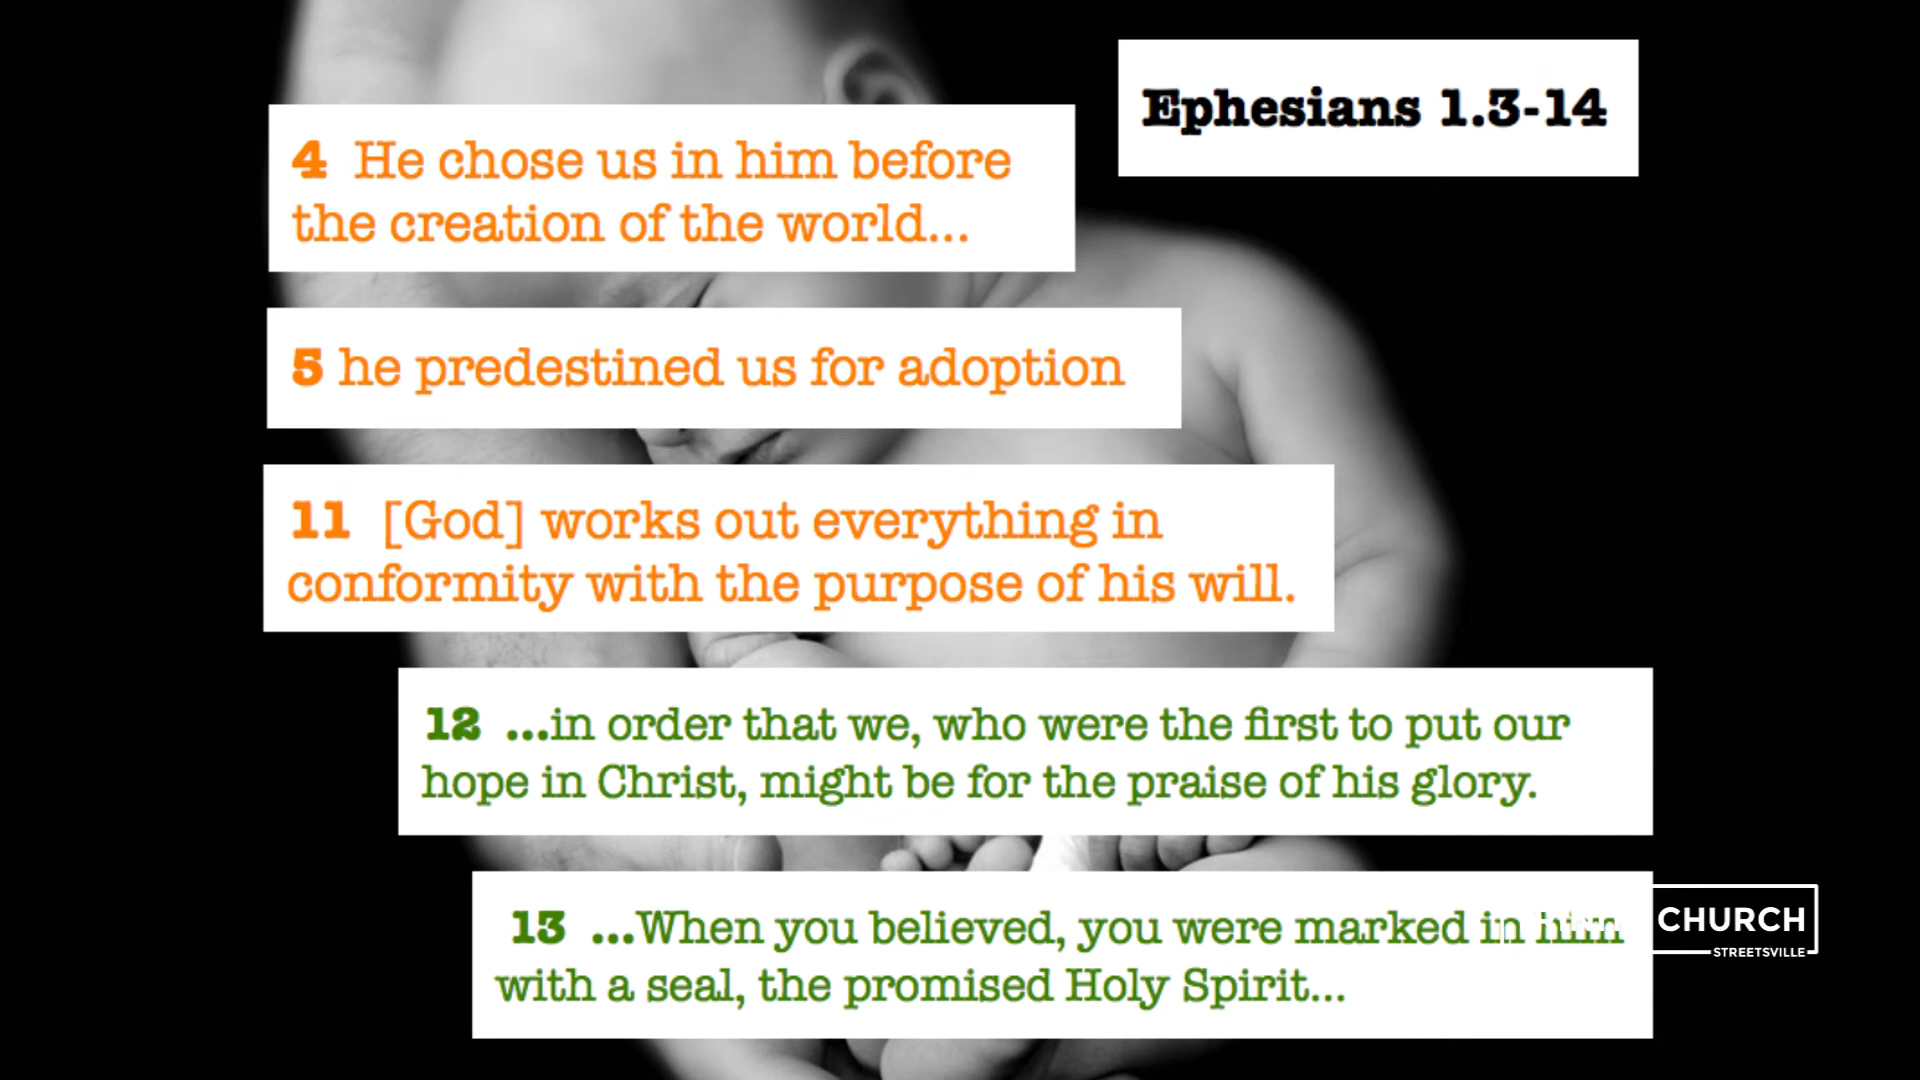 Ephesians 1.3-14
4 He chose us in him before
the creation of the world...
5 he predestined us for adoption
11 [God] works out everything in
conformity with the purpose of his will.
12 ...in order that we, who were the first to put our
hope in Christ, might be for the praise of his glory.
13 ...When you believed, you were marked in him
with a seal, the promised Holy Spirit...
CHURCH
STREETSVILLE